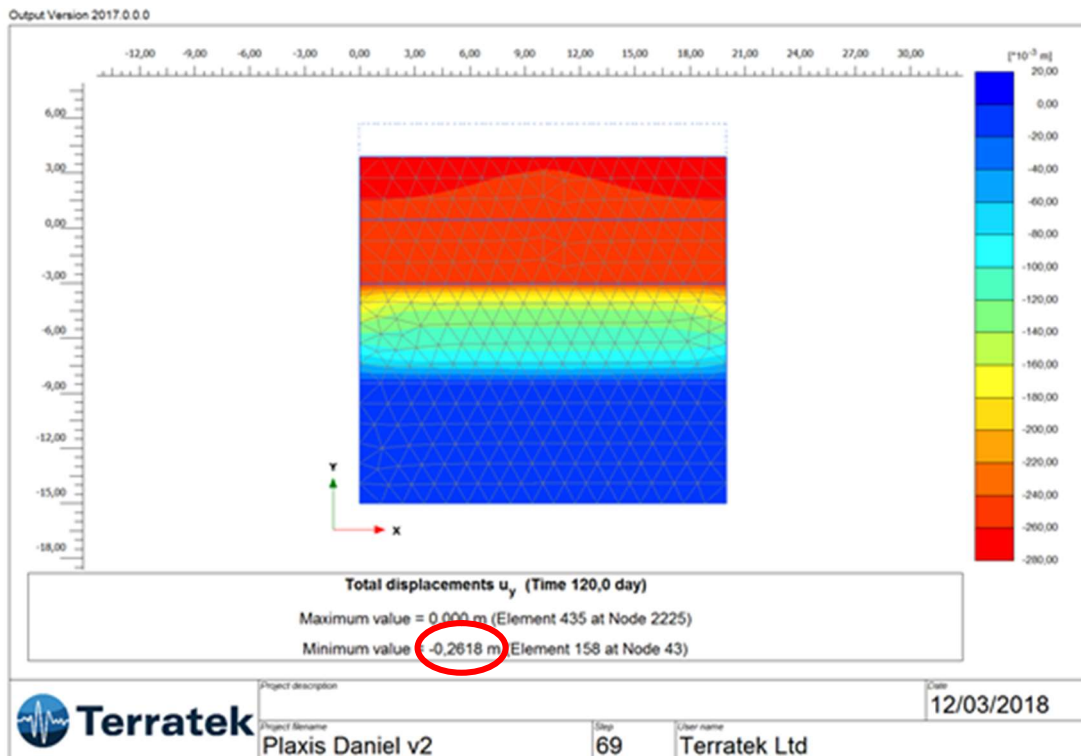 Output Version 2017.0.0.0
-12,00 -9,00 -6,00 -3,00 0,00 3,00 6,00 9,00 12,00 15,00 18,00 21,00 24,00 27,00 30,00
[*10⁻³ m]
6,00
3,00
0,00
-3,00
-6,00
-9,00
-12,00
-15,00
-18,00
Y
X
20,00
0,00
-20,00
-40,00
-60,00
-80,00
-100,00
-120,00
-140,00
-160,00
-180,00
-200,00
-220,00
-240,00
-260,00
-280,00
Total displacements uy (Time 120,0 day)
Maximum value = 0,000 m (Element 435 at Node 2225)
Minimum value = -0,2618 m (Element 158 at Node 43)
Terratek
Project description
Date
12/03/2018
Project filename
Plaxis Daniel v2
Step
69
User name
Terratek Ltd